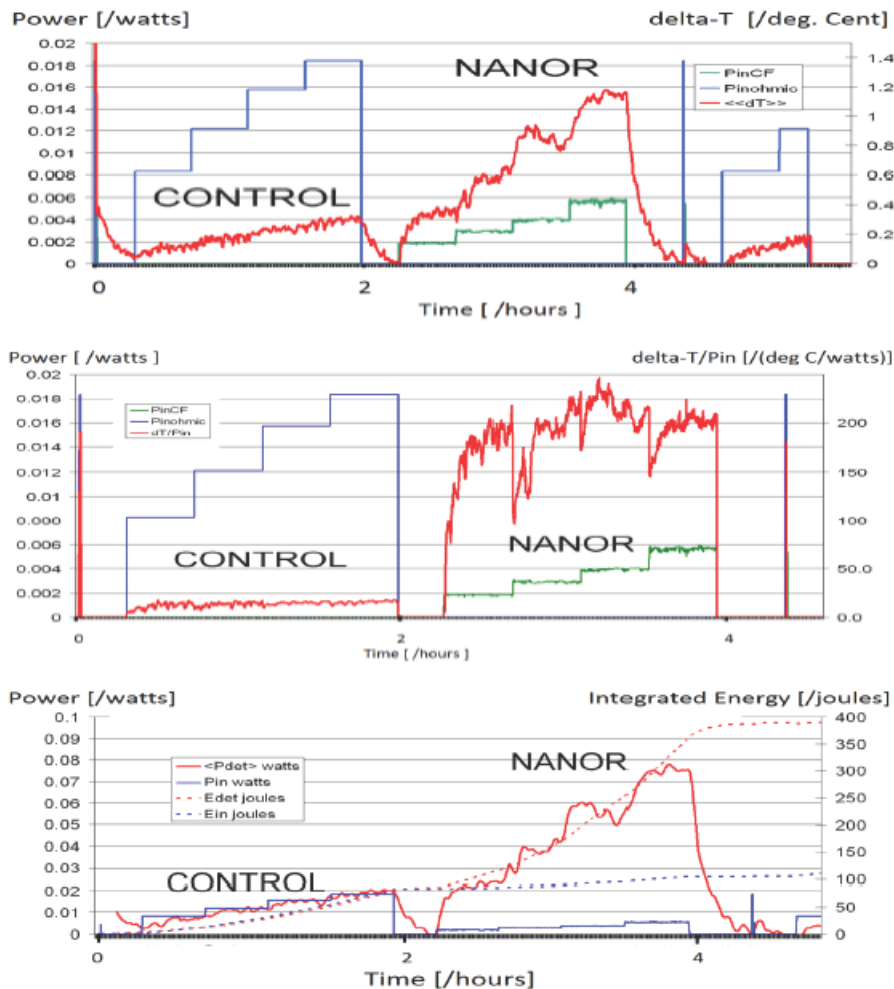 Power [/watts] delta-T [/deg. Cent]
0.02
0.018 1.4
0.016 1.2
0.014 1
0.012 0.8
0.01
0.008 0.6
0.006 0.4
0.004
0.002 0.2
0 0
NANOR
PinCF
Pinohmic
<<dT>>
CONTROL
0 2 4
Time [ /hours ]
Power [ /watts ] delta-T/Pin [/(deg C/watts)]
0.02
0.018
0.016 200
0.014
0.012 150
0.01
0.000 100
0.006
0.004 50.0
0.002
0 0.0
PinCF
Pinohmic
dT/Pin
CONTROL NANOR
0 2 4
Time [ /hours ]
Power [/watts] Integrated Energy [/joules]
0.1 400
0.09 350
0.08 300
0.07
0.06 250
0.05 200
0.04 150
0.03
0.02 100
0.01 50
0 0
<Pdet> watts
Pin watts
Edet joules
Ein joules
NANOR
CONTROL
0 2 4
Time [/hours]